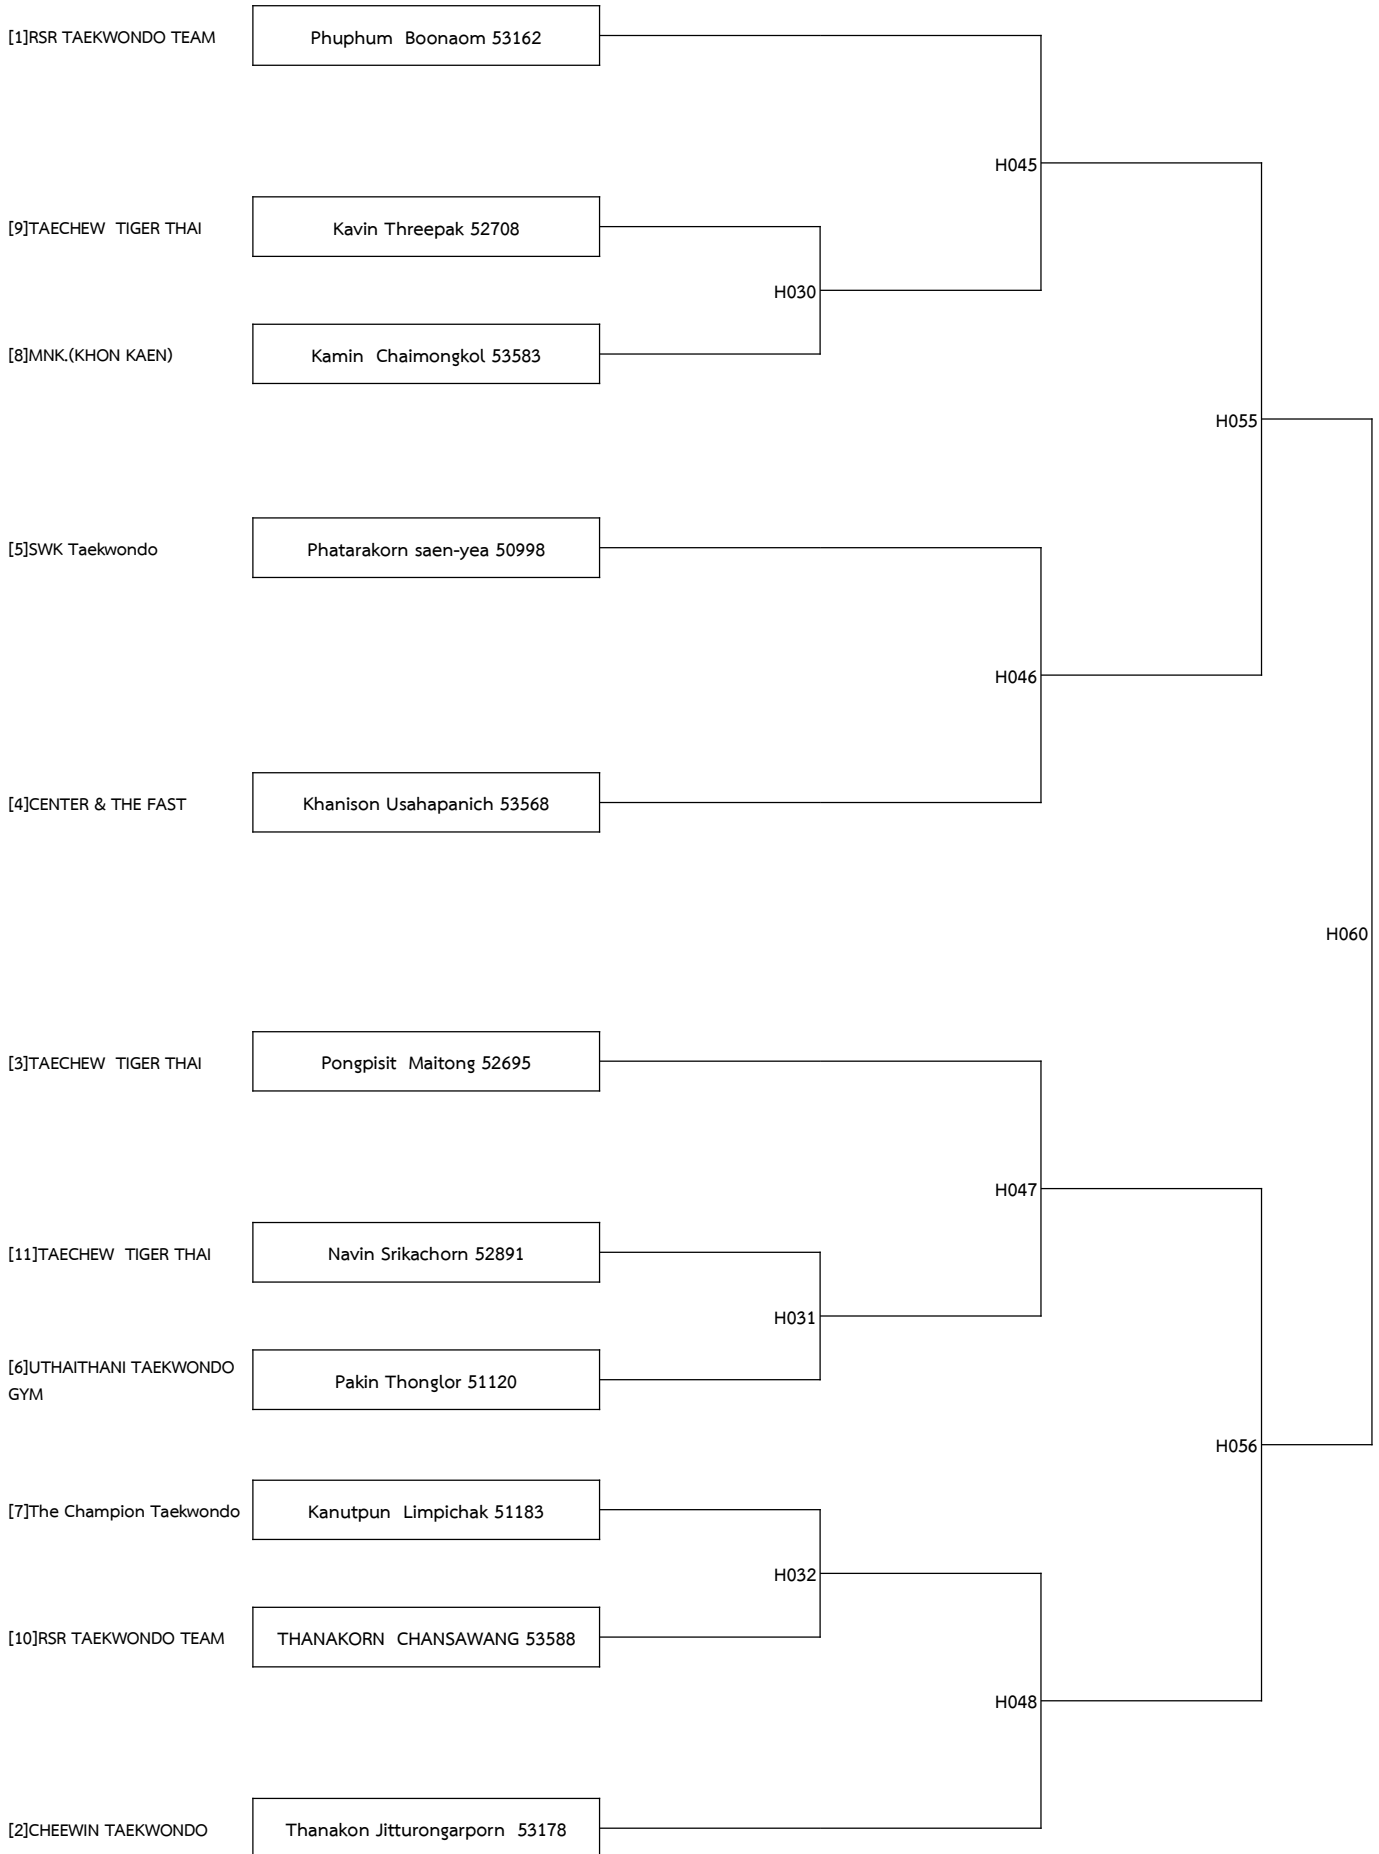 [1]RSR TAEKWONDO TEAM
Phuphum  Boonaom 53162
H045
[9]TAECHEW  TIGER THAI
Kavin Threepak 52708
H030
[8]MNK.(KHON KAEN)
Kamin  Chaimongkol 53583
H055
[5]SWK Taekwondo
Phatarakorn saen-yea 50998
H046
[4]CENTER & THE FAST
Khanison Usahapanich 53568
H060
[3]TAECHEW  TIGER THAI
Pongpisit  Maitong 52695
H047
[11]TAECHEW  TIGER THAI
Navin Srikachorn 52891
H031
[6]UTHAITHANI TAEKWONDO
GYM
Pakin Thonglor 51120
H056
[7]The Champion Taekwondo
Kanutpun  Limpichak 51183
H032
[10]RSR TAEKWONDO TEAM
THANAKORN  CHANSAWANG 53588
H048
[2]CHEEWIN TAEKWONDO
Thanakon Jitturongarporn  53178